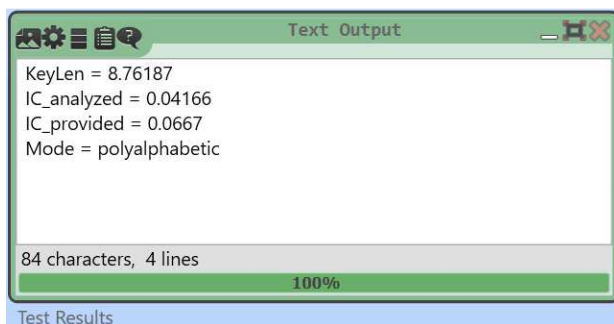 Text Output
KeyLen = 8.76187
IC_analyzed = 0.04166
IC_provided = 0.0667
Mode = polyalphabetic
84 characters, 4 lines
100%
Test Results